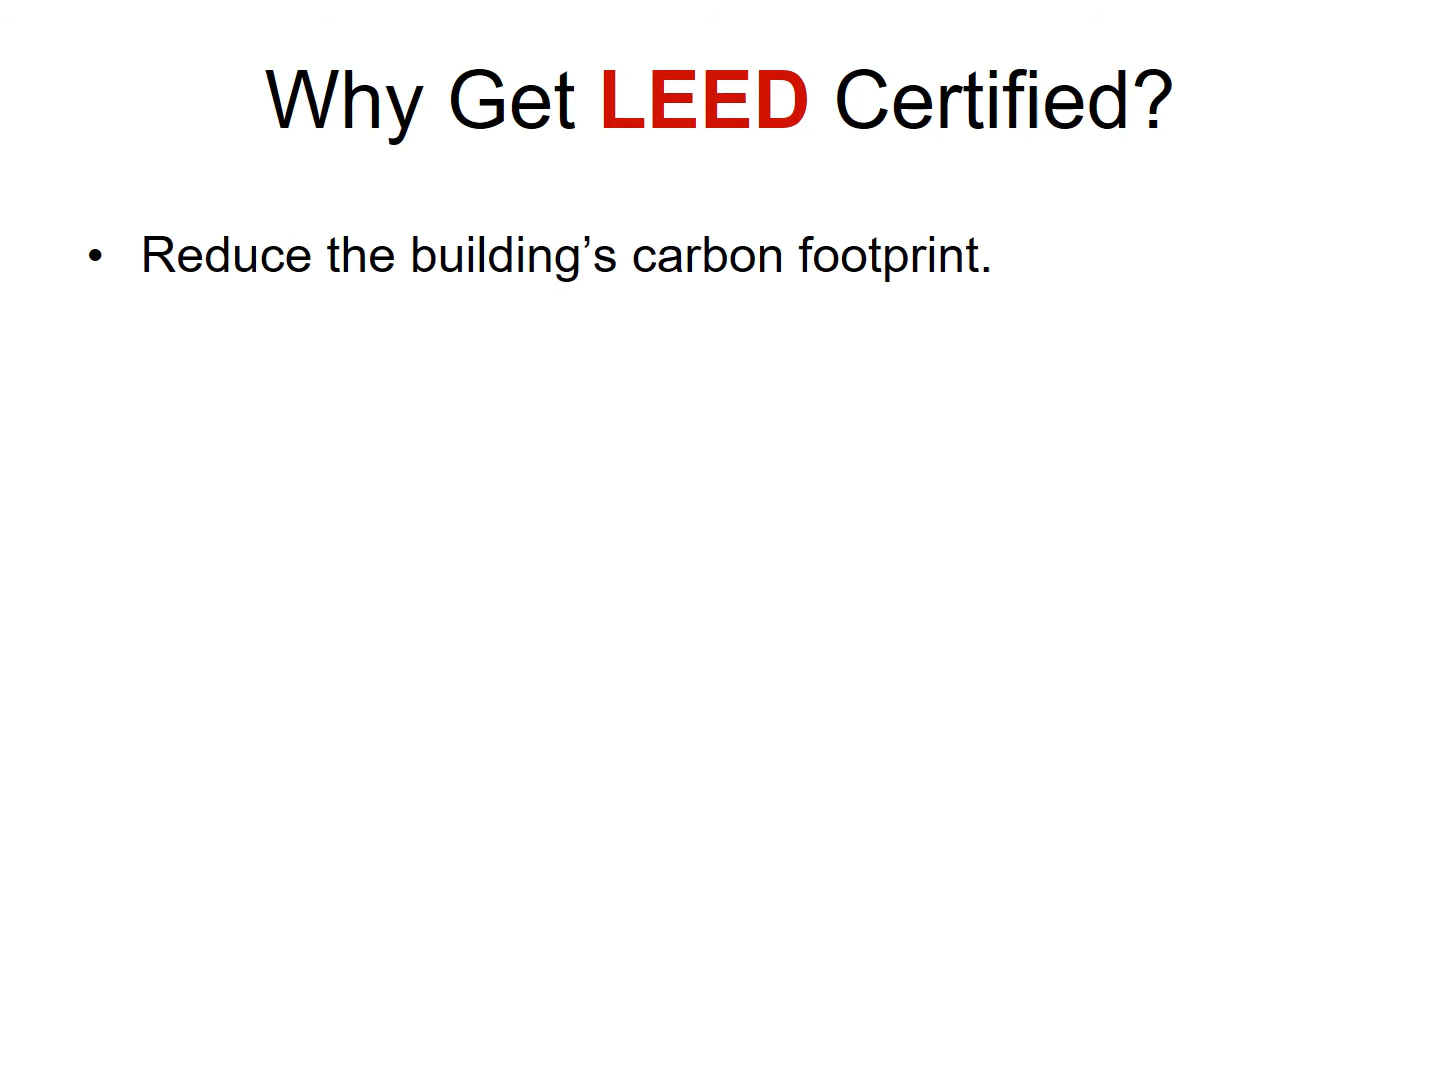 Why Get LEED Certified?
• Reduce the building’s carbon footprint.